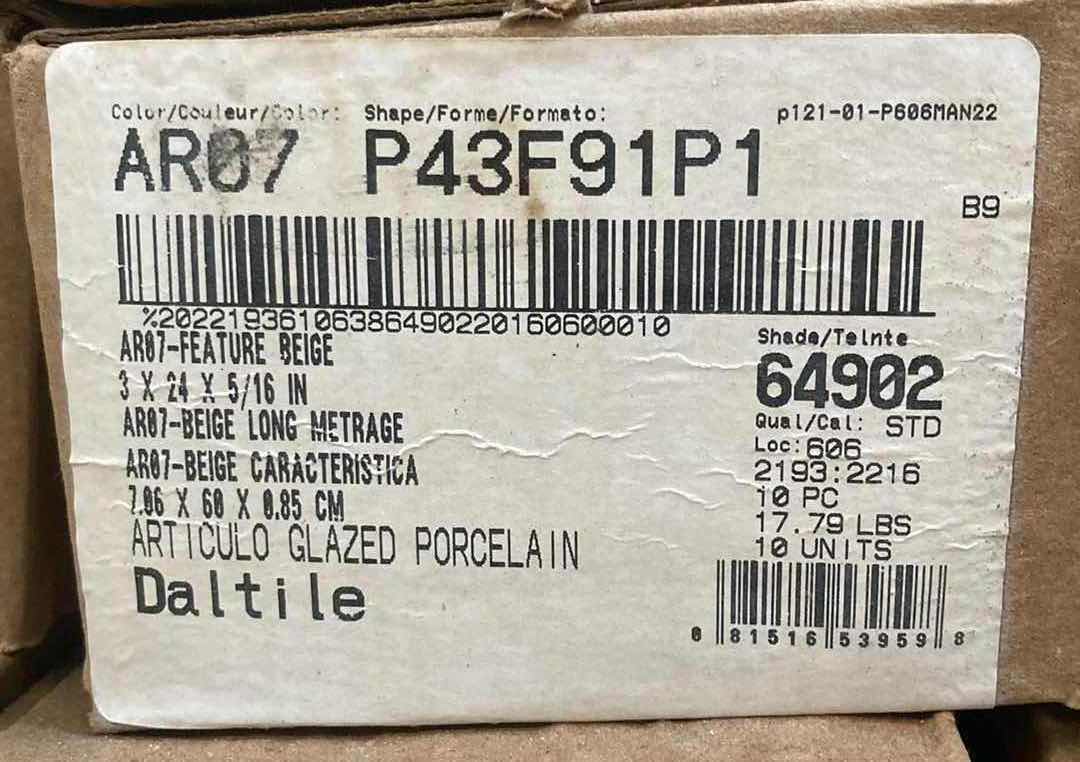 Color/Couleur/Color: Shape/Forme/Formato: p121-01-P606MAN22
AR07 P43F91P1
B9
%2022193610638649022016060​0010
AR07-FEATURE BEIGE
3 X 24 X 5/16 IN
AR07-BEIGE LONG METRAGE
AR07-BEIGE CARACTERISTICA
7.06 X 60 X 0.85 CM
ARTICULO GLAZED PORCELAIN
Daltile
Shade/Teinte
64902
Qual/Cal: STD
Loc: 606
2193:2216
10 PC
17.79 LBS
10 UNITS
0 81516 53959 8